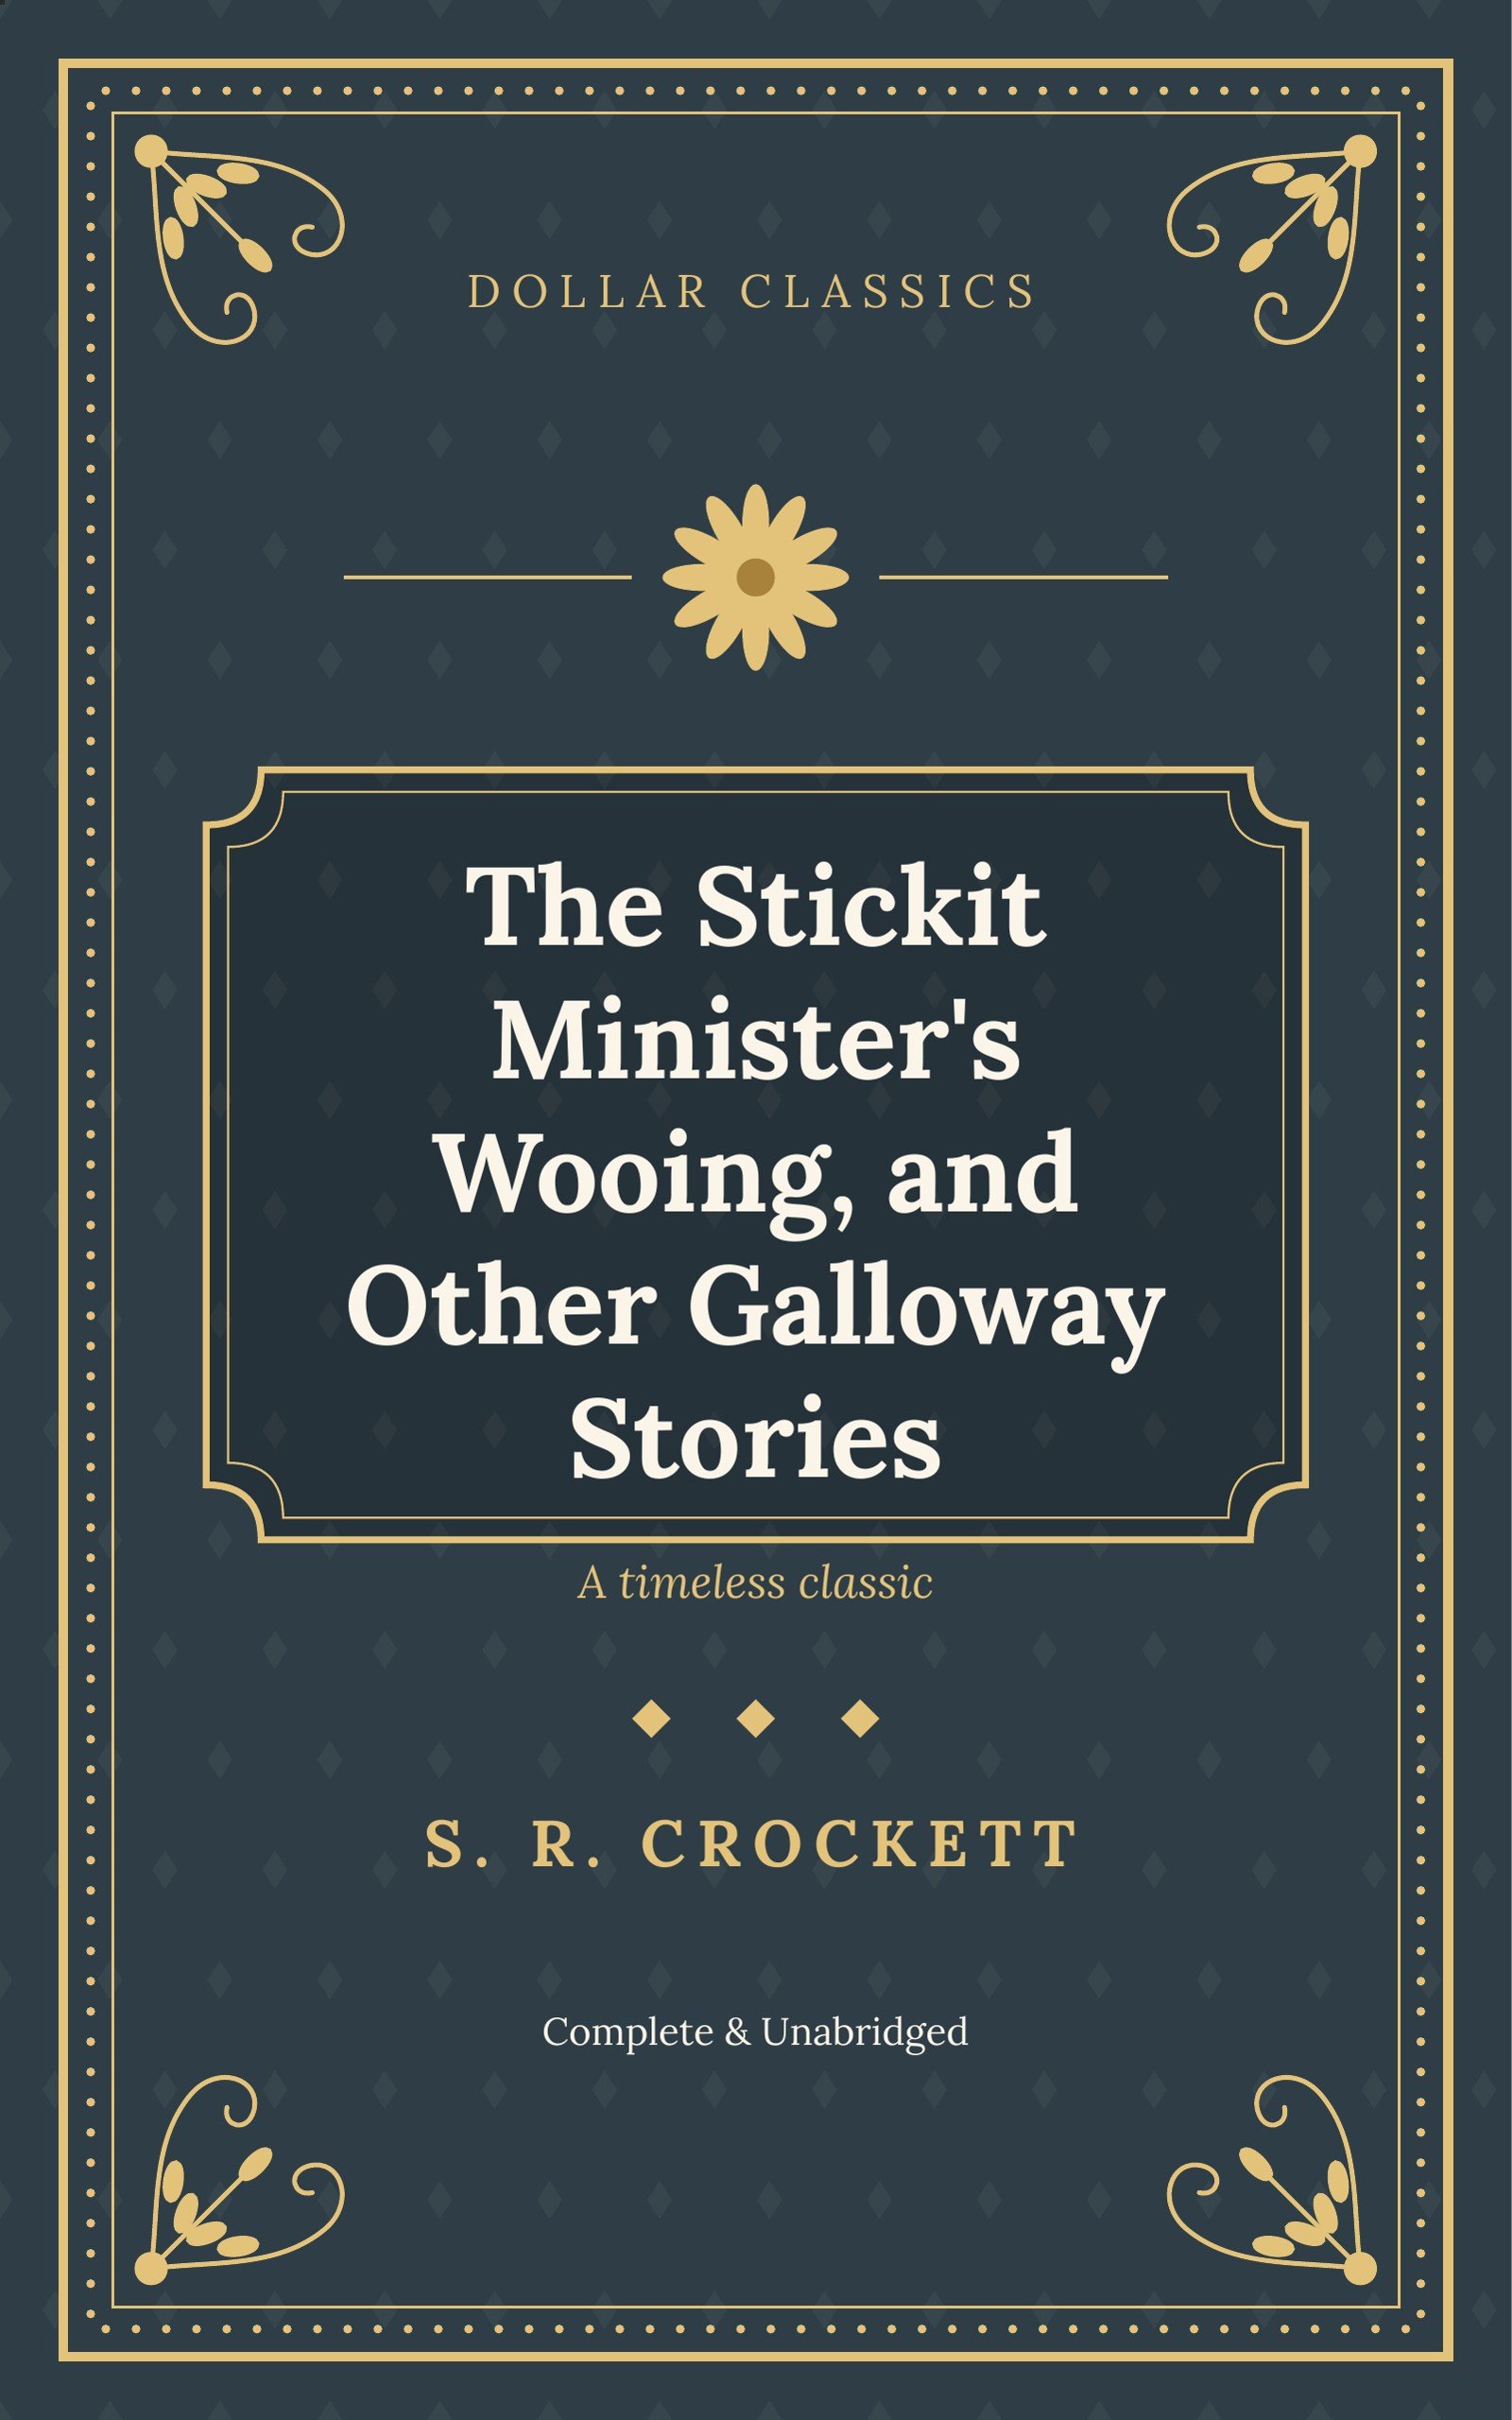 DOLLAR CLASSICS
The Stickit
Minister's
Wooing, and
Other Galloway
Stories
A timeless classic
S. R. CROCKETT
Complete & Unabridged